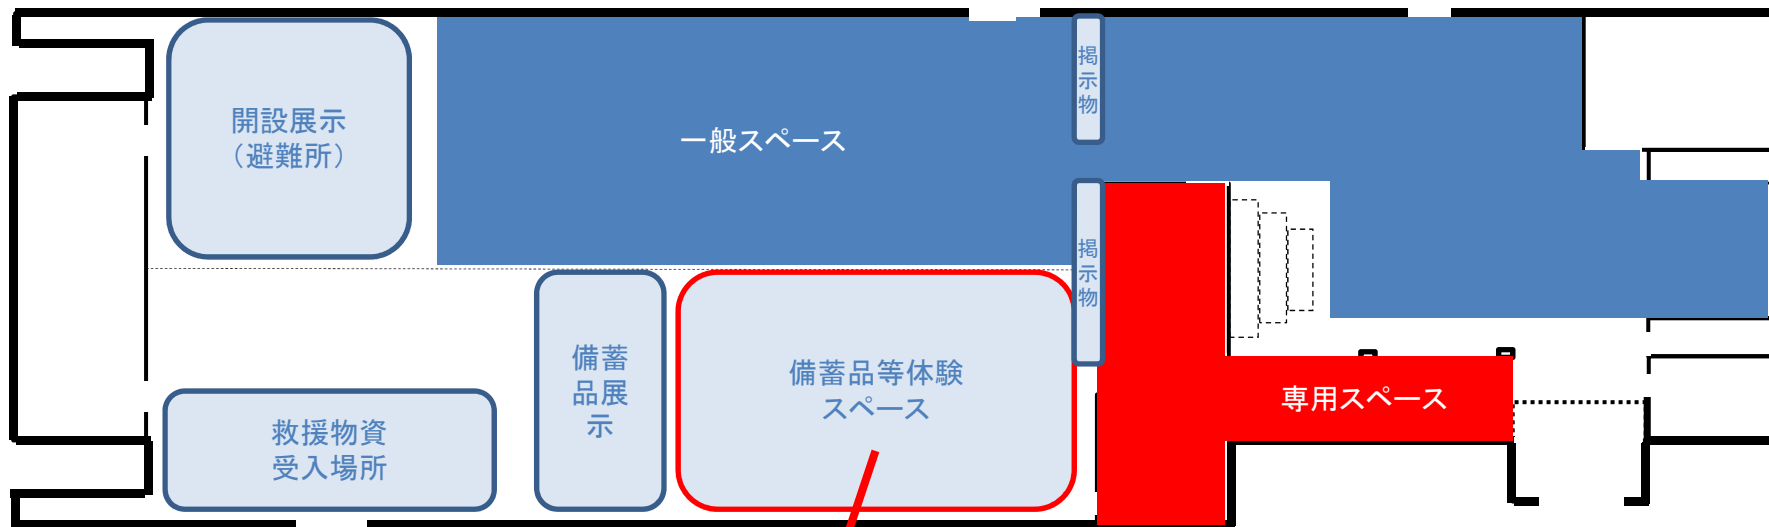 開設展示
（避難所）
一般スペース
掲示物
掲示物
備蓄
品展
示
備蓄品等体験
スペース
専用スペース
救援物資
受入場所